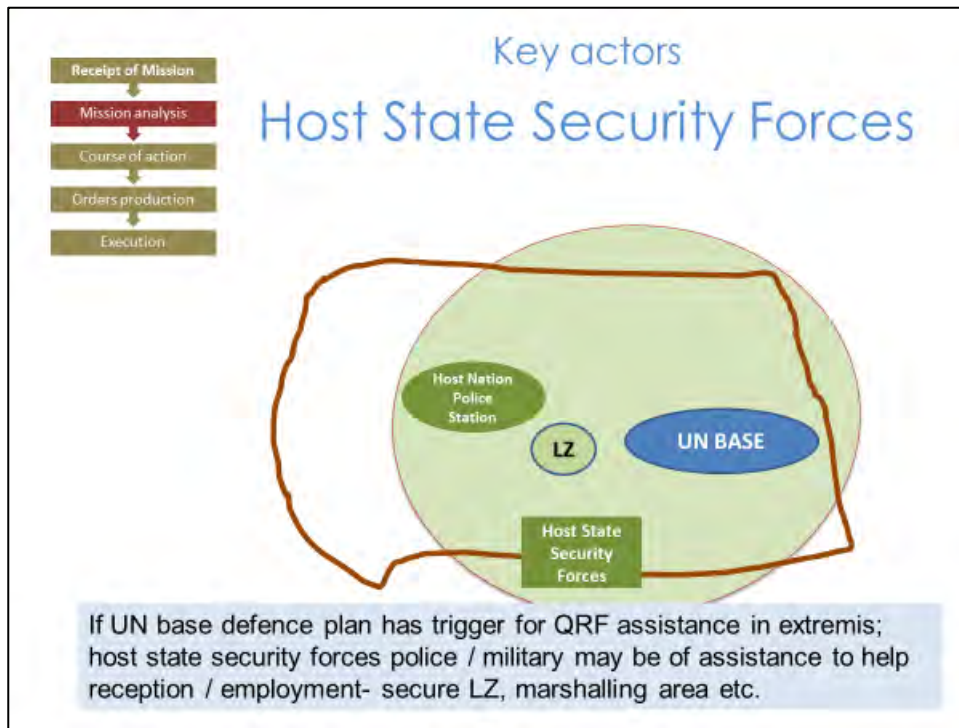 Key actors
Host State Security Forces
Receipt of Mission
Mission analysis
Course of action
Orders production
Execution
Host Nation
Police
Station
LZ
UN BASE
Host State
Security
Forces
If UN base defence plan has trigger for QRF assistance in extremis;
host state security forces police / military may be of assistance to help
reception / employment- secure LZ, marshalling area etc.